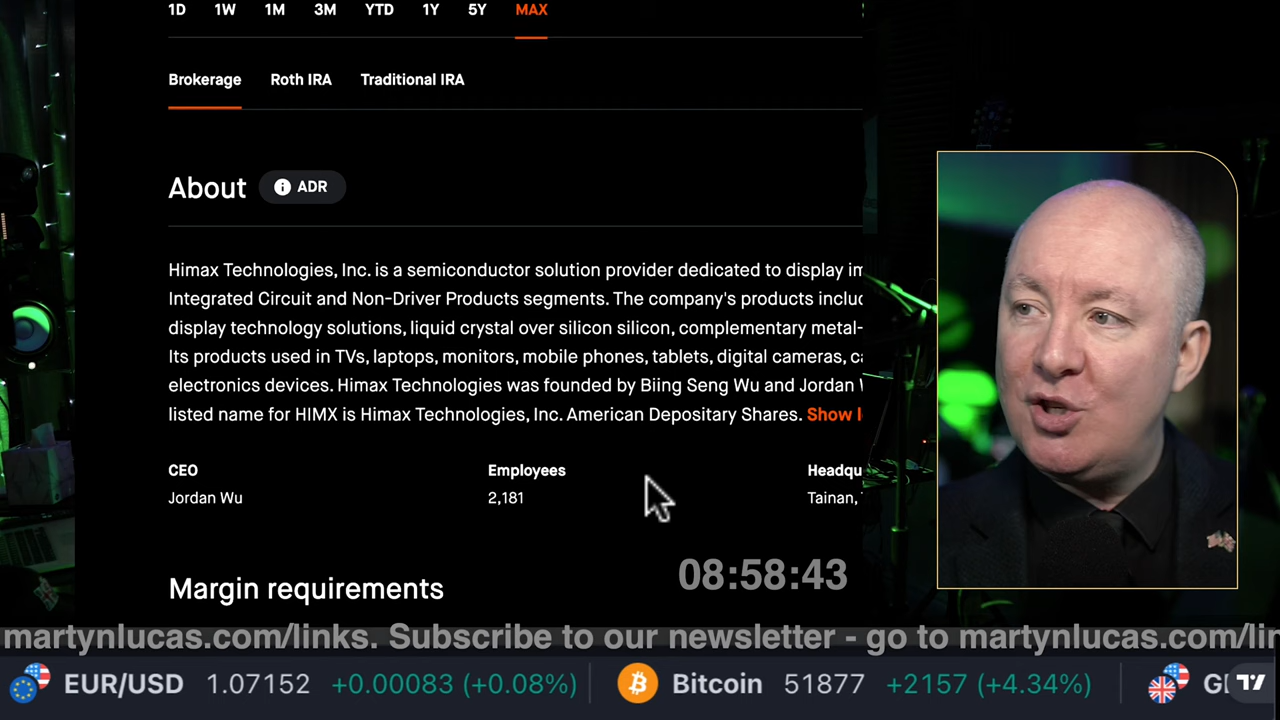 1D 1W 1M 3M YTD 1Y 5Y MAX
Brokerage Roth IRA Traditional IRA
About ADR
Himax Technologies, Inc. is a semiconductor solution provider dedicated to display im
Integrated Circuit and Non-Driver Products segments. The company's products includ
display technology solutions, liquid crystal over silicon silicon, complementary metal-
Its products used in TVs, laptops, monitors, mobile phones, tablets, digital cameras, ca
electronics devices. Himax Technologies was founded by Biing Seng Wu and Jordan W
listed name for HIMX is Himax Technologies, Inc. American Depositary Shares. Show l
CEO Employees Headqu
Jordan Wu 2,181 Tainan,
08:58:43
Margin requirements
martynlucas.com/links. Subscribe to our newsletter - go to martynlucas.com/lin
EUR/USD 1.07152 +0.00083 (+0.08%) Bitcoin 51877 +2157 (+4.34%) G